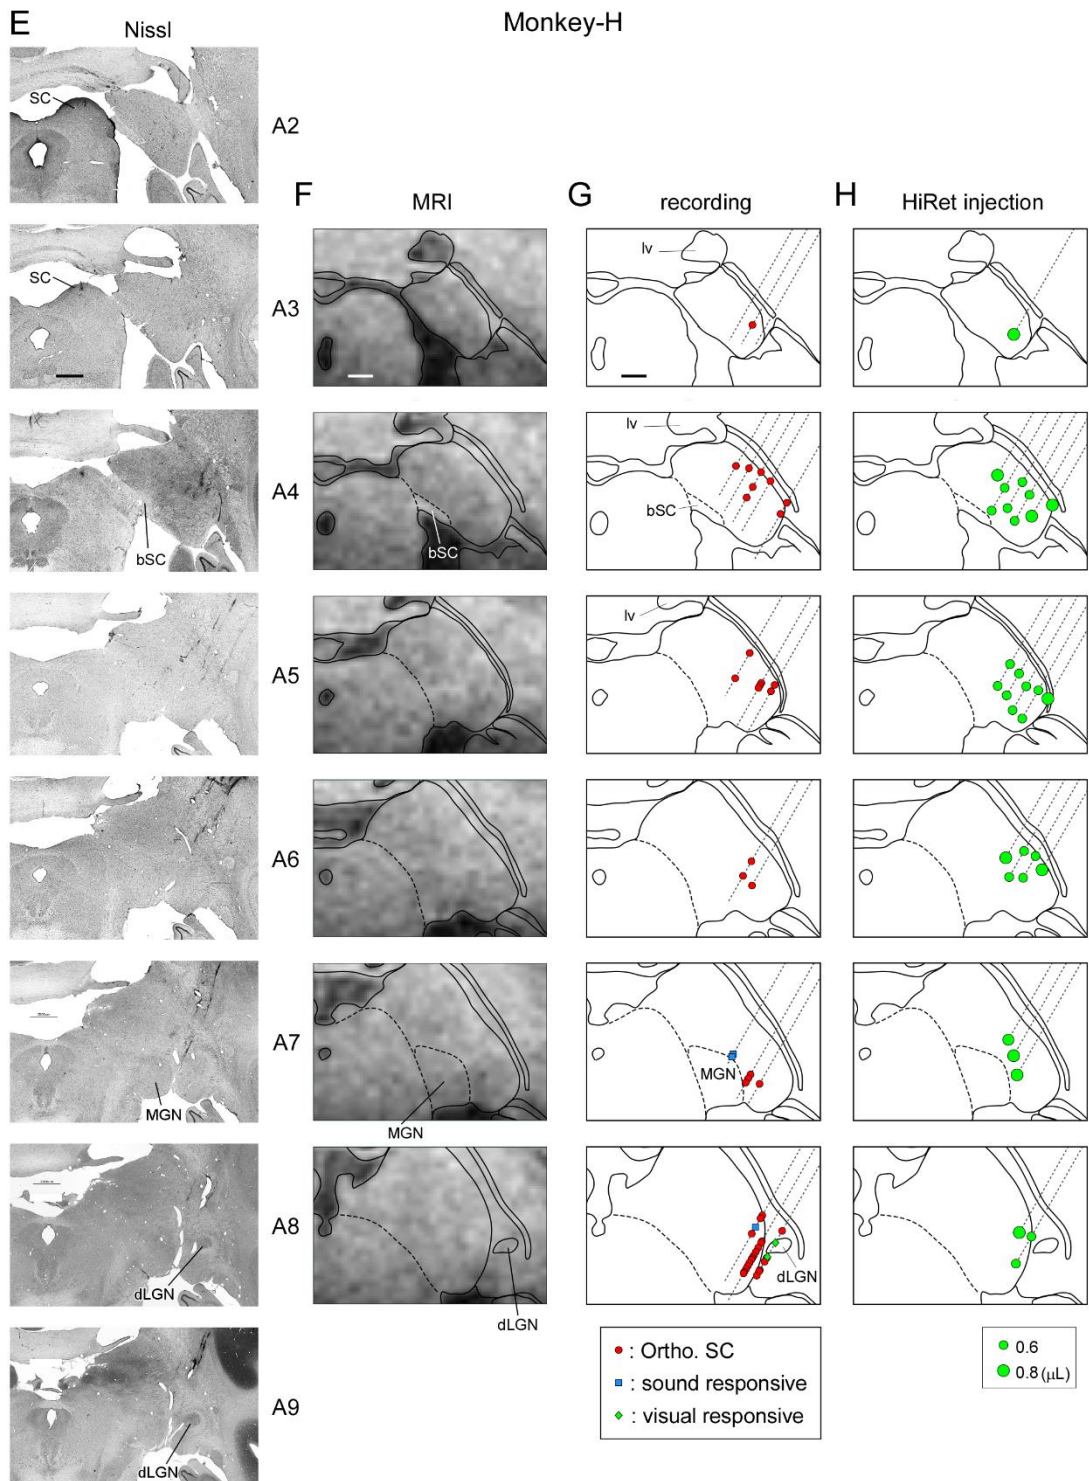 E
Nissl
Monkey-H
SC
A2
F
MRI
G
recording
H
HiRet injection
SC
A3
lv
bSC
A4
bSC
lv
bSC
A5
lv
A6
MGN
A7
MGN
MGN
dLGN
A8
dLGN
dLGN
dLGN
A9
: Ortho. SC
: sound responsive
: visual responsive
0.6
0.8 (μL)